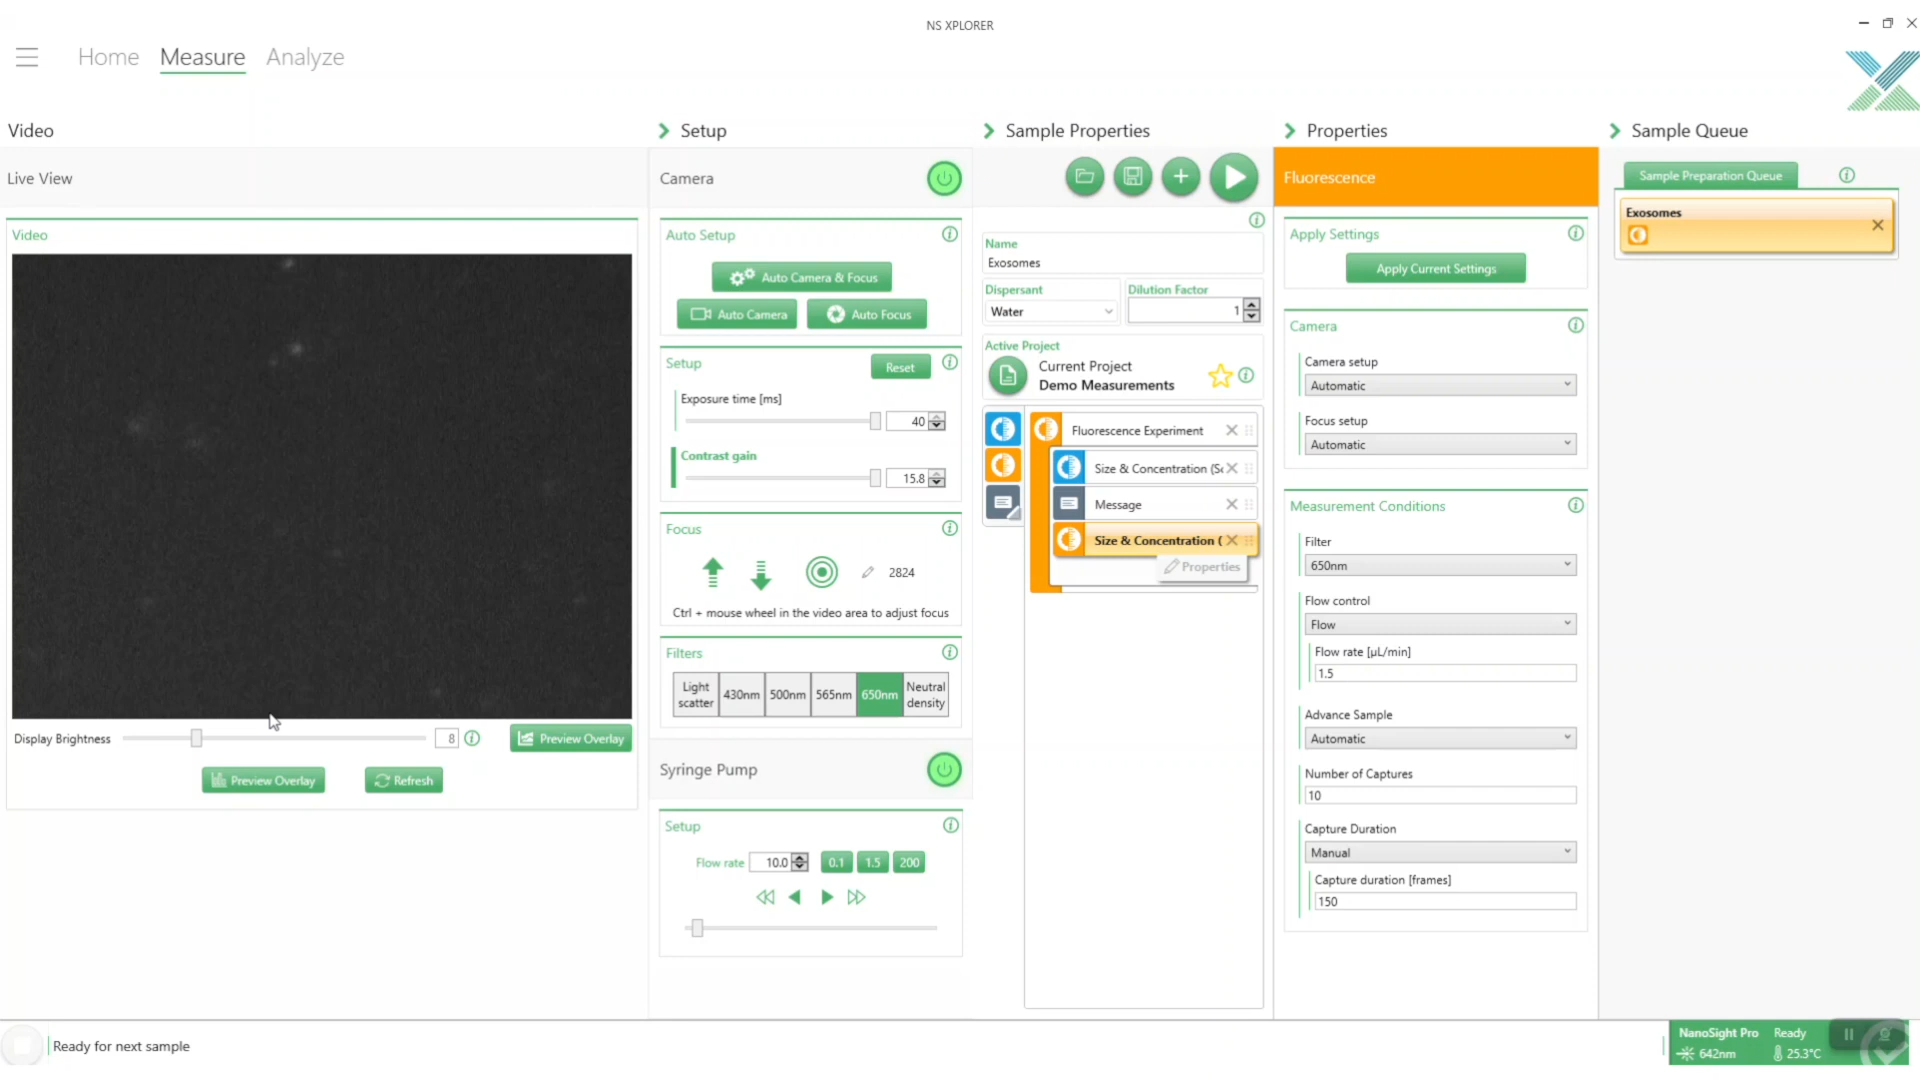 NS XPLORER
Home
Measure
Analyze
Video
Setup
Sample Properties
Properties
Sample Queue
Live View
Video
Display Brightness
8
Preview Overlay
Preview Overlay
Refresh
Camera
Auto Setup
Auto Camera & Focus
Auto Camera
Auto Focus
Setup
Reset
Exposure time [ms]
40
Contrast gain
15.8
Focus
2824
Ctrl + mouse wheel in the video area to adjust focus
Filters
Light
scatter
430nm
500nm
565nm
650nm
Neutral
density
Syringe Pump
Setup
Flow rate
10.0
0.1
1.5
200
Name
Exosomes
Dispersant
Water
Dilution Factor
1
Active Project
Current Project
Demo Measurements
Fluorescence Experiment
Size & Concentration (Sc
Message
Size & Concentration (
Properties
Fluorescence
Apply Settings
Apply Current Settings
Camera
Camera setup
Automatic
Focus setup
Automatic
Measurement Conditions
Filter
650nm
Flow control
Flow
Flow rate [µL/min]
1.5
Advance Sample
Automatic
Number of Captures
10
Capture Duration
Manual
Capture duration [frames]
150
Sample Preparation Queue
Exosomes
Ready for next sample
NanoSight Pro
Ready
642nm
25.3°C